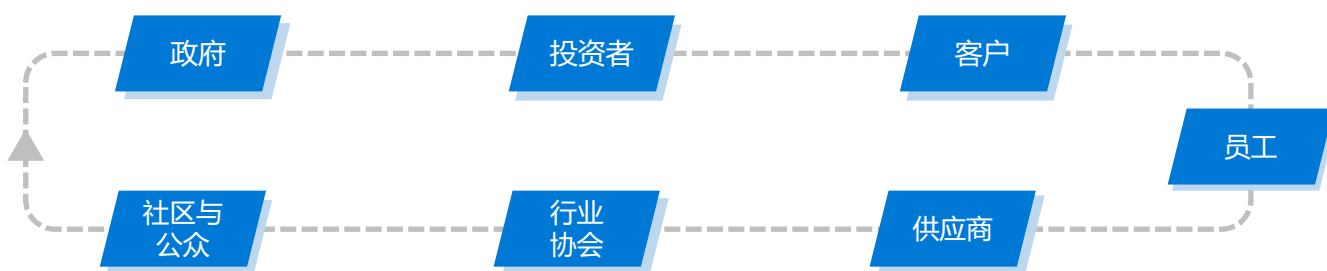 政府
投资者
客户
员工
社区与
公众
行业
协会
供应商